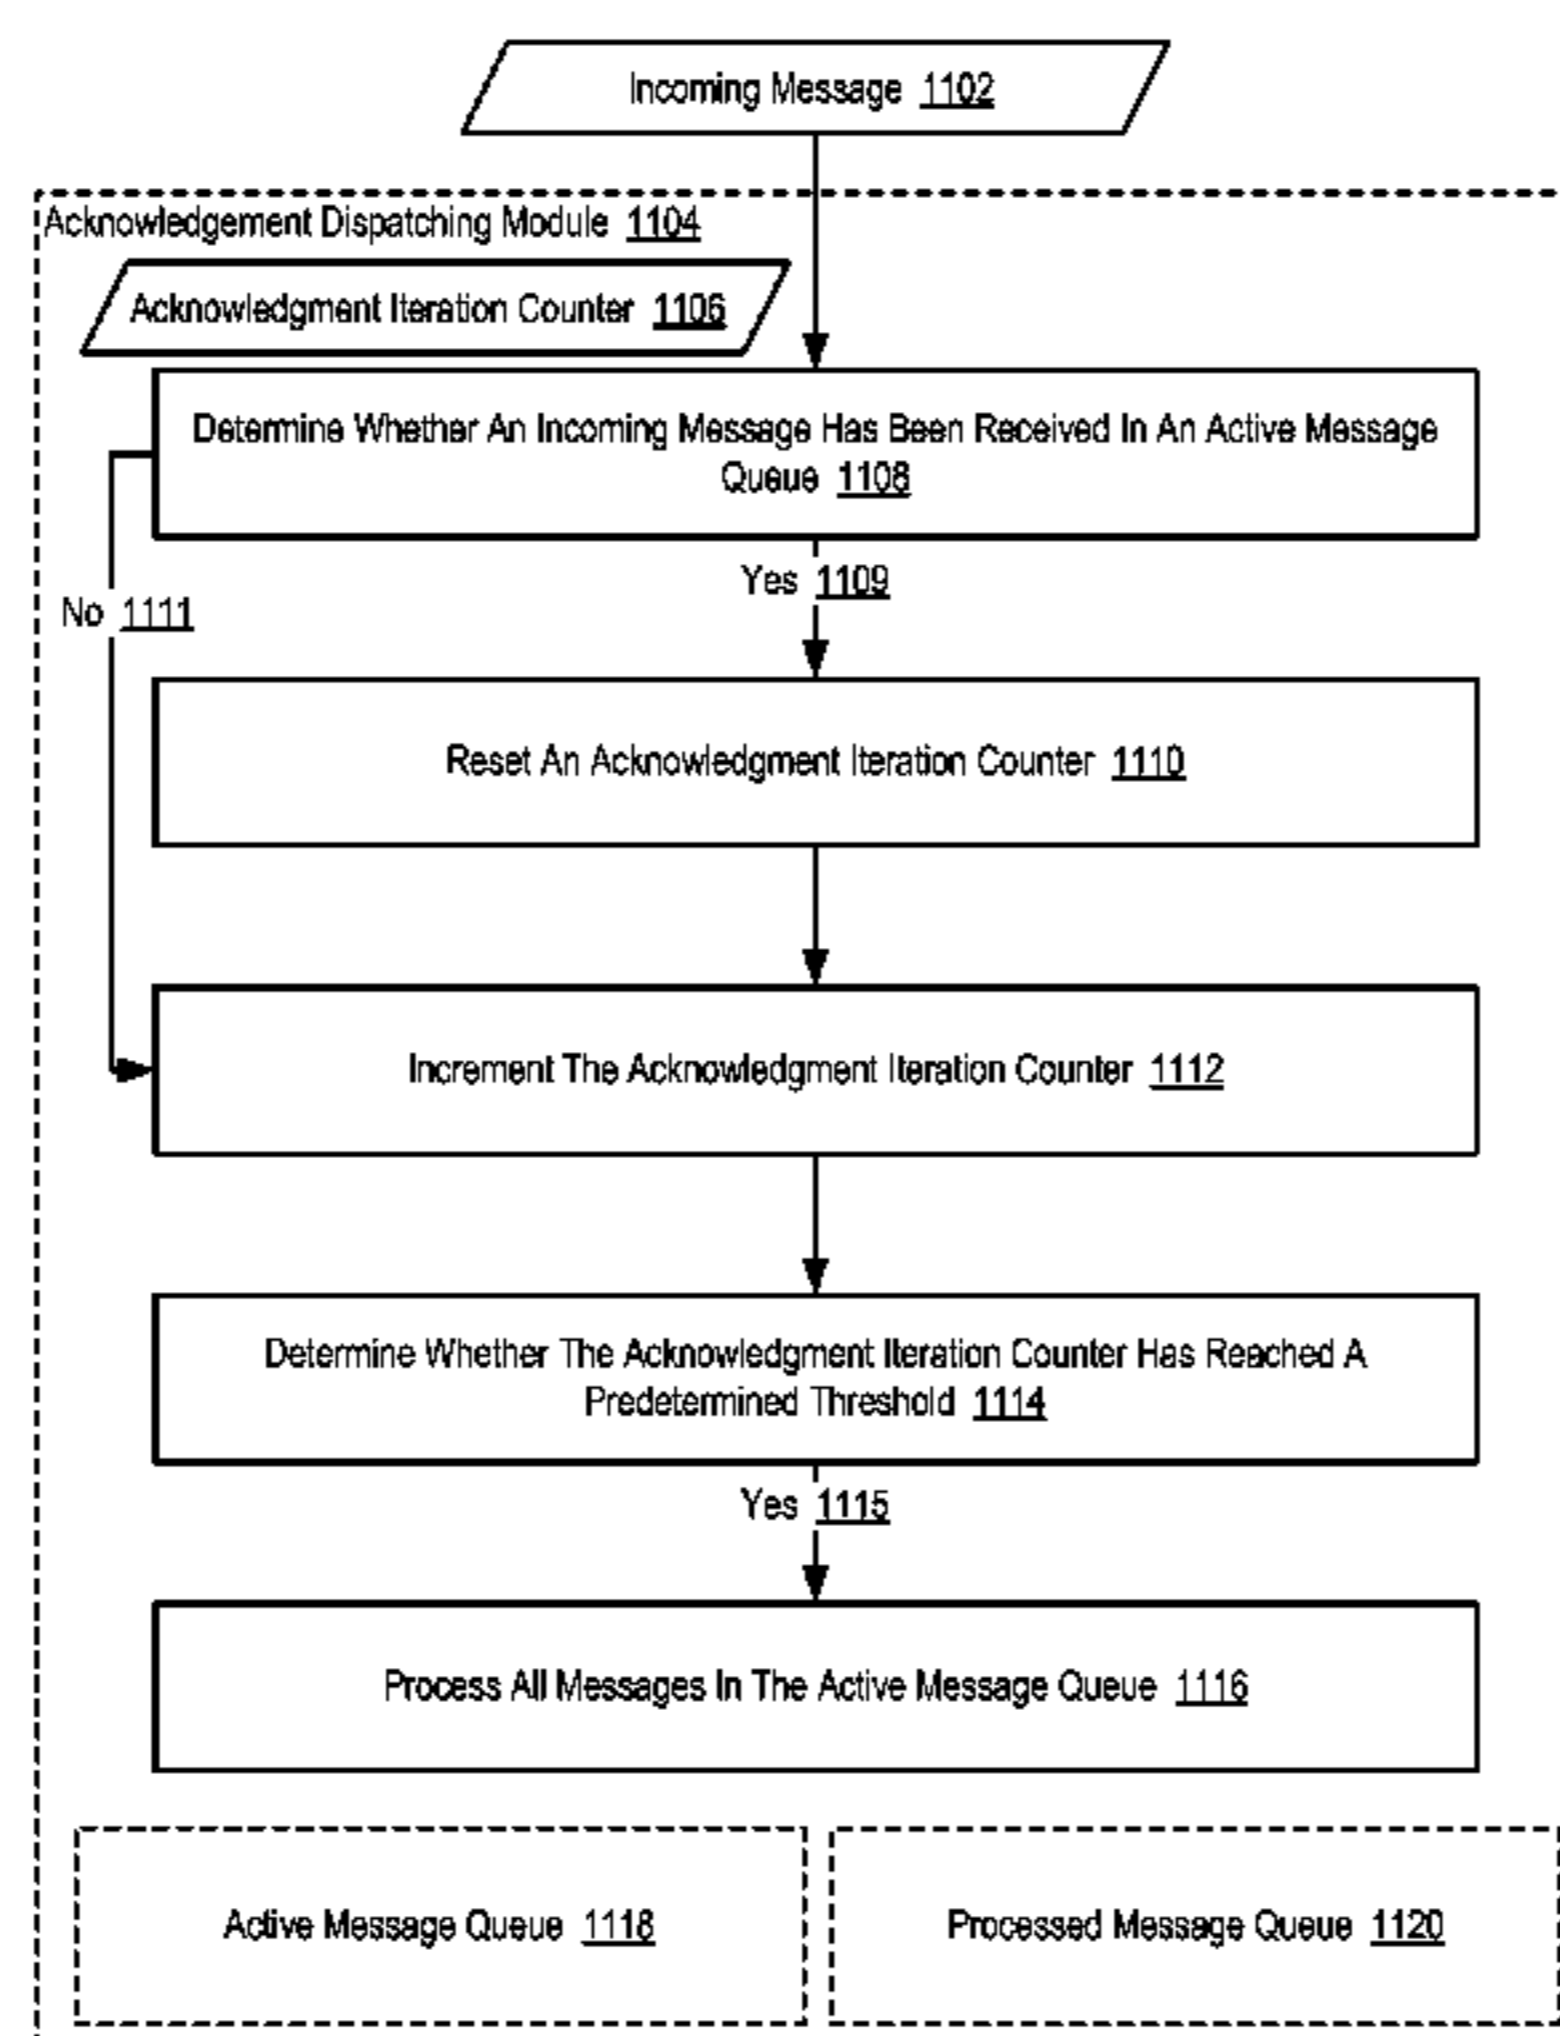 Incoming Message 1102
Acknowledgement Dispatching Module 1104
Acknowledgment Iteration Counter 1106
Determine Whether An Incoming Message Has Been Received In An Active Message
Queue 1108
Yes 1109
No 1111
Reset An Acknowledgment Iteration Counter 1110
Increment The Acknowledgment Iteration Counter 1112
Determine Whether The Acknowledgment Iteration Counter Has Reached A
Predetermined Threshold 1114
Yes 1115
Process All Messages In The Active Message Queue 1116
Active Message Queue 1118
Processed Message Queue 1120